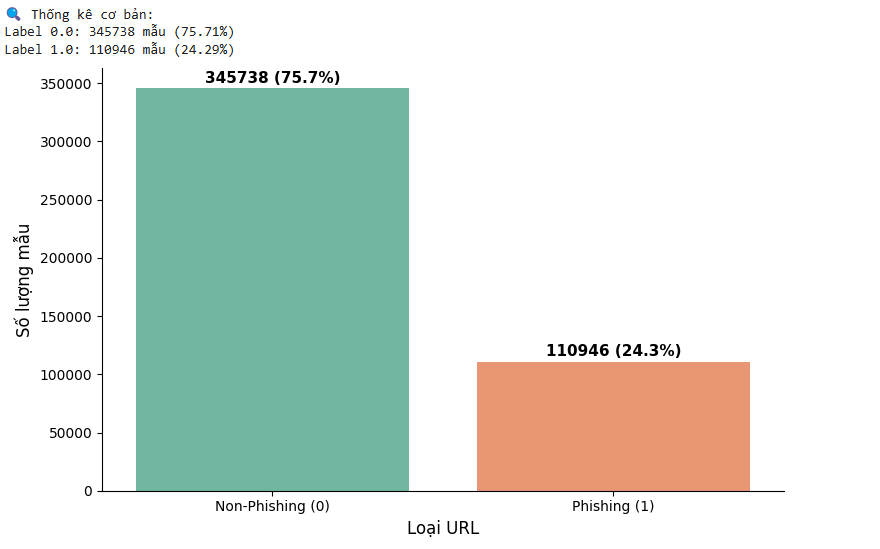 🔍 Thống kê cơ bản:
Label 0.0: 345738 mẫu (75.71%)
Label 1.0: 110946 mẫu (24.29%)
345738 (75.7%)
350000
300000
250000
200000
150000
110946 (24.3%)
100000
50000
0
Số lượng mẫu
Non-Phishing (0)
Phishing (1)
Loại URL